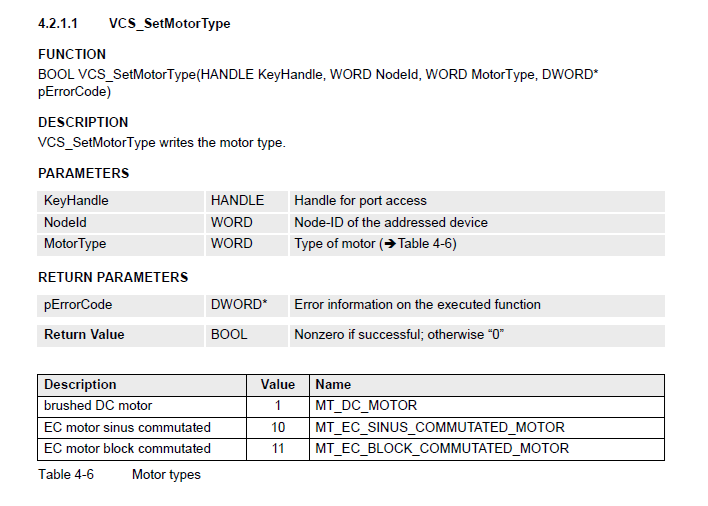 4.2.1.1 VCS_SetMotorType
FUNCTION
BOOL VCS_SetMotorType(HANDLE KeyHandle, WORD NodeId, WORD MotorType, DWORD*
pErrorCode)
DESCRIPTION
VCS_SetMotorType writes the motor type.
PARAMETERS
KeyHandle HANDLE Handle for port access
NodeId WORD Node-ID of the addressed device
MotorType WORD Type of motor (➔Table 4-6)
RETURN PARAMETERS
pErrorCode DWORD* Error information on the executed function
Return Value BOOL Nonzero if successful; otherwise “0”
Description Value Name
brushed DC motor 1 MT_DC_MOTOR
EC motor sinus commutated 10 MT_EC_SINUS_COMMUTATED_MOTOR
EC motor block commutated 11 MT_EC_BLOCK_COMMUTATED_MOTOR
Table 4-6 Motor types